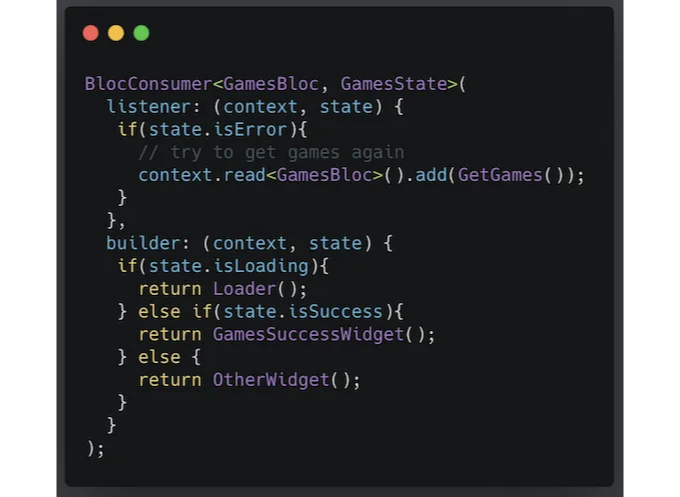 BlocConsumer<GamesBloc, GamesState>(
  listener: (context, state) {
   if(state.isError){
     // try to get games again
     context.read<GamesBloc>().add(GetGames());
   }
  },
  builder: (context, state) {
   if(state.isLoading){
     return Loader();
   } else if(state.isSuccess){
     return GamesSuccessWidget();
   } else {
     return OtherWidget();
   }
  }
);